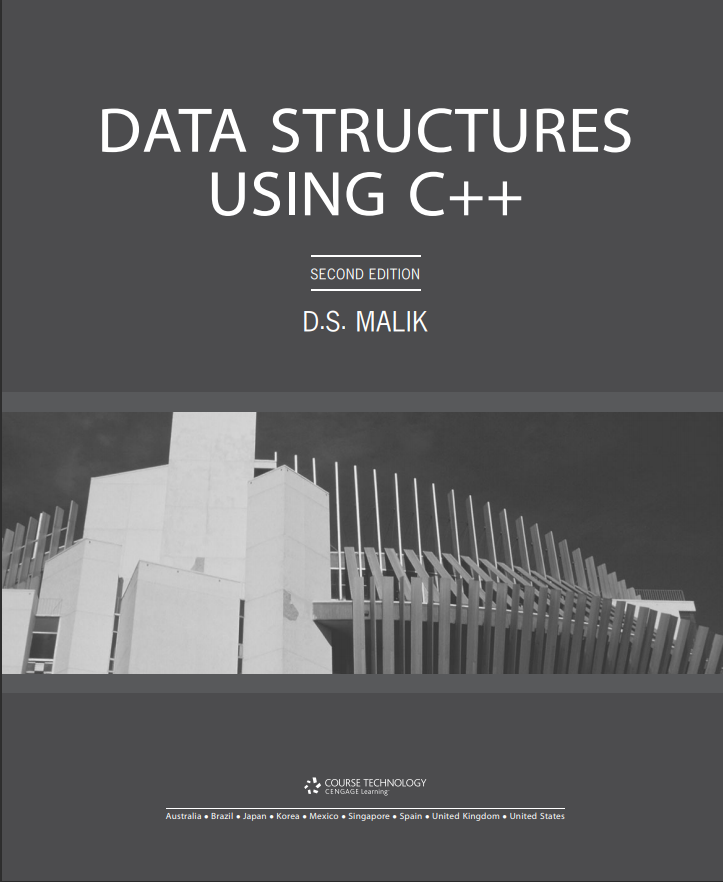 DATA STRUCTURES
USING C++
SECOND EDITION
D.S. MALIK
COURSE TECHNOLOGY
CENGAGE Learning™
Australia • Brazil • Japan • Korea • Mexico • Singapore • Spain • United Kingdom • United States